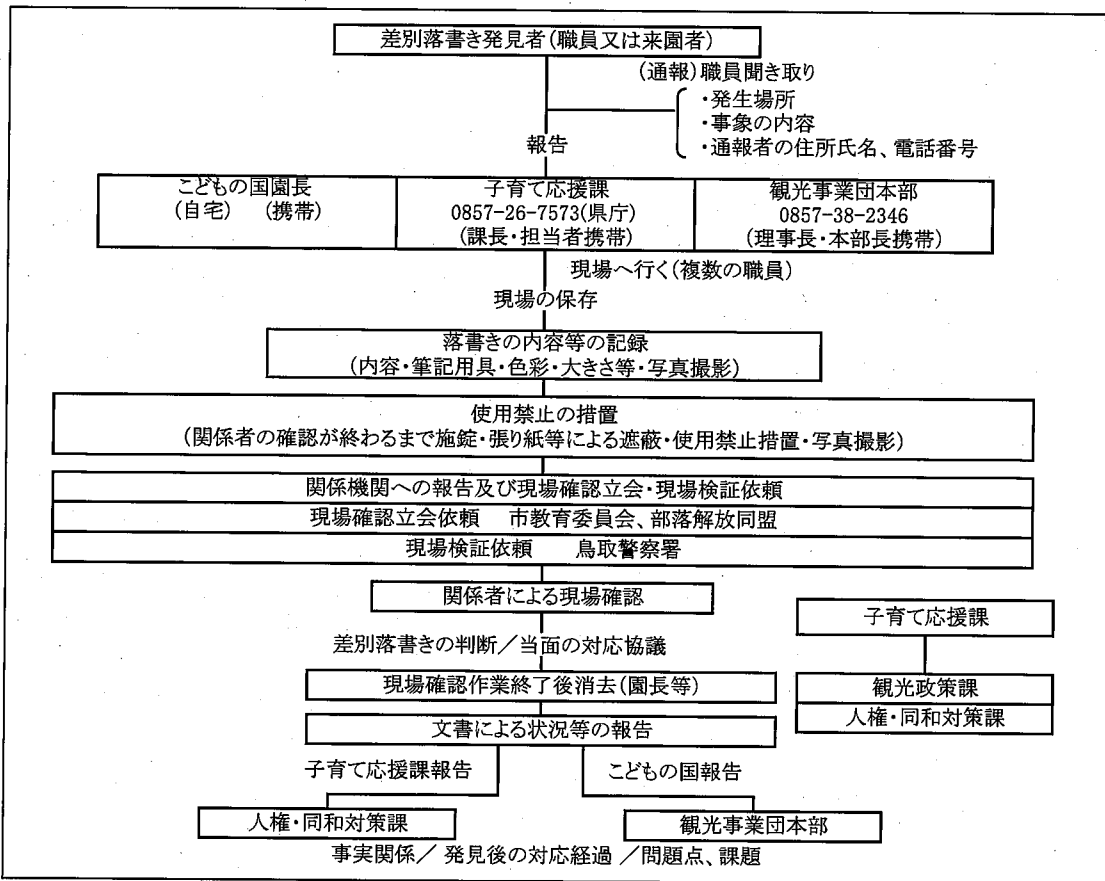 差別落書き発見者(職員又は来園者)
(通報)職員聞き取り
・発生場所
・事象の内容
・通報者の住所氏名、電話番号
報告
こどもの国園長
(自宅) (携帯)
子育て応援課
0857-26-7573(県庁)
(課長・担当者携帯)
観光事業団本部
0857-38-2346
(理事長・本部長携帯)
現場へ行く(複数の職員)
現場の保存
落書きの内容等の記録
(内容・筆記用具・色彩・大きさ等・写真撮影)
使用禁止の措置
(関係者の確認が終わるまで施錠・張り紙等による遮蔽・使用禁止措置・写真撮影)
関係機関への報告及び現場確認立会・現場検証依頼
現場確認立会依頼 市教育委員会、部落解放同盟
現場検証依頼 鳥取警察署
関係者による現場確認
差別落書きの判断/当面の対応協議
現場確認作業終了後消去(園長等)
文書による状況等の報告
子育て応援課
観光政策課
人権・同和対策課
子育て応援課報告
こどもの国報告
人権・同和対策課
観光事業団本部
事実関係/ 発見後の対応経過 /問題点、課題